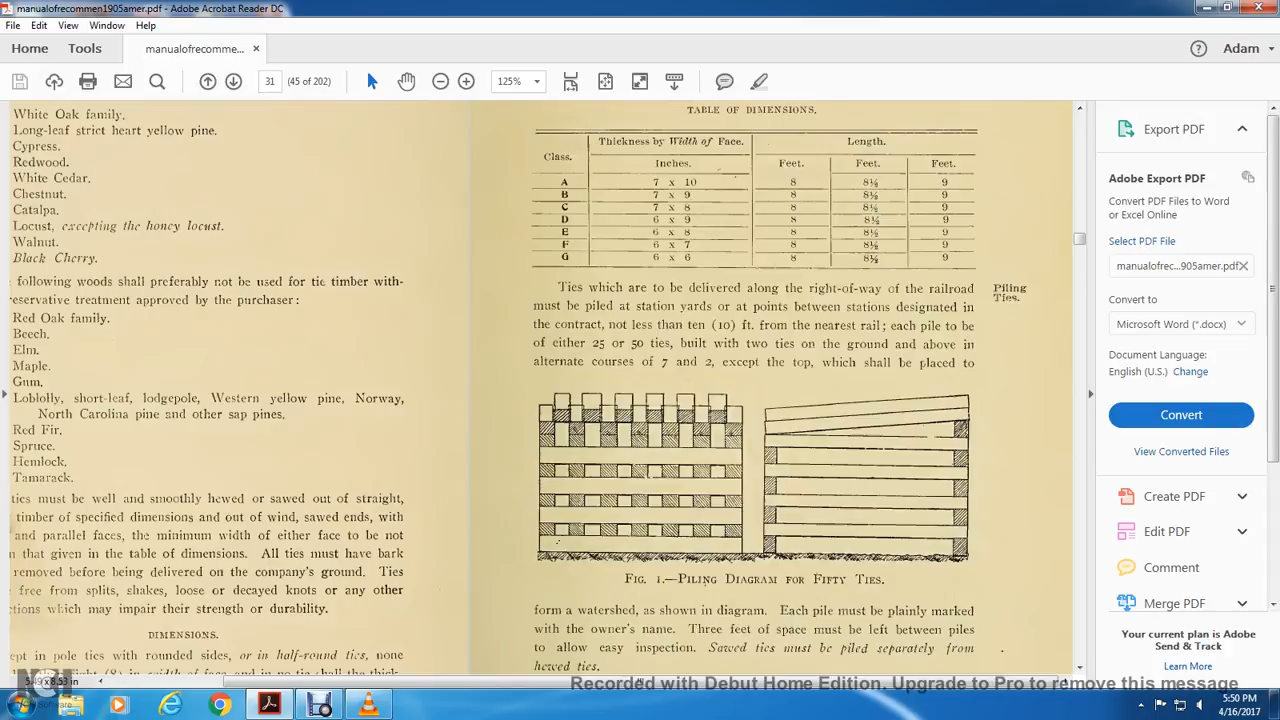 manualofrecommen1905amer.pdf - Adobe Acrobat Reader DC
File Edit View Window Help
Home Tools manualofrecomme... ×
Adam
31 (45 of 202) 125%
White Oak family.
Long-leaf strict heart yellow pine.
Cypress.
Redwood.
White Cedar.
Chestnut.
Catalpa.
Locust, excepting the honey locust.
Walnut.
Black Cherry.
following woods shall preferably not be used for tie timber with-
reservative treatment approved by the purchaser:
Red Oak family.
Beech.
Elm.
Maple.
Gum.
Loblolly, short-leaf, lodgepole, Western yellow pine, Norway,
North Carolina pine and other sap pines.
Red Fir.
Spruce.
Hemlock.
Tamarack.
ties must be well and smoothly hewed or sawed out of straight,
timber of specified dimensions and out of wind, sawed ends, with
and parallel faces, the minimum width of either face to be not
n that given in the table of dimensions. All ties must have bark
removed before being delivered on the company's ground. Ties
free from splits, shakes, loose or decayed knots or any other
ctions which may impair their strength or durability.
DIMENSIONS.
ept in pole ties with rounded sides, or in half-round ties, none
(8) in width of face and in no tie shall the thick-
5.49 x 8.53 in
TABLE OF DIMENSIONS.
Class. Thickness by Width of Face. Length.
Inches. Feet. Feet. Feet.
A 7 x 10 8 8½ 9
B 7 x 9 8 8½ 9
C 7 x 8 8 8½ 9
D 6 x 9 8 8½ 9
E 6 x 8 8 8½ 9
F 6 x 7 8 8½ 9
G 6 x 6 8 8½ 9
Ties which are to be delivered along the right-of-way of the railroad
must be piled at station yards or at points between stations designated in
the contract, not less than ten (10) ft. from the nearest rail; each pile to be
of either 25 or 50 ties, built with two ties on the ground and above in
alternate courses of 7 and 2, except the top, which shall be placed to
Piling
Ties.
FIG. 1.—PILING DIAGRAM FOR FIFTY TIES.
form a watershed, as shown in diagram. Each pile must be plainly marked
with the owner's name. Three feet of space must be left between piles
to allow easy inspection. Sawed ties must be piled separately from
hewed ties.
Export PDF
Adobe Export PDF
Convert PDF Files to Word
or Excel Online
Select PDF File
manualofrec...905amer.pdf ×
Convert to
Microsoft Word (*.docx)
Document Language:
English (U.S.) Change
Convert
View Converted Files
Create PDF
Edit PDF
Comment
Merge PDF
Your current plan is Adobe
Send & Track
Learn More
Recorded with Debut Home Edition. Upgrade to Pro to remove this message
5:50 PM
4/16/2017